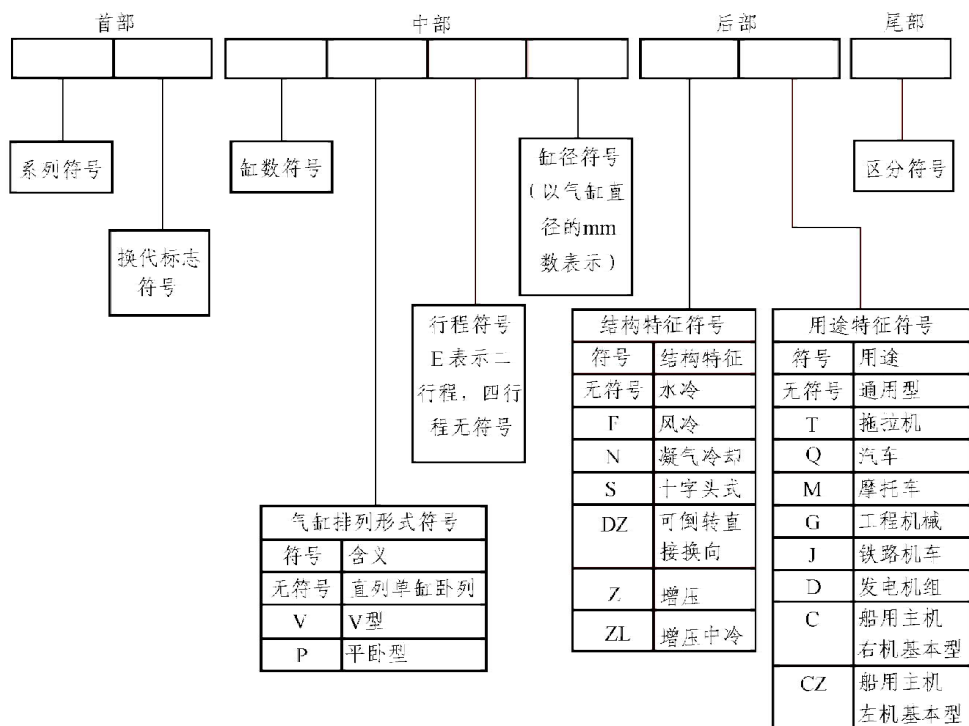 首部
中部
后部
尾部
系列符号
换代标志
符号
缸数符号
缸径符号
(以气缸直
径的mm
数表示)
行程符号
E表示二
行程，四行
程无符号
区分符号
气缸排列形式符号
符号 含义
无符号 直列单缸卧列
V V型
P 平卧型
结构特征符号
符号 结构特征
无符号 水冷
F 风冷
N 凝气冷却
S 十字头式
DZ 可倒转直
接换向
Z 增压
ZL 增压中冷
用途特征符号
符号 用途
无符号 通用型
T 拖拉机
Q 汽车
M 摩托车
G 工程机械
J 铁路机车
D 发电机组
C 船用主机
右机基本型
CZ 船用主机
左机基本型